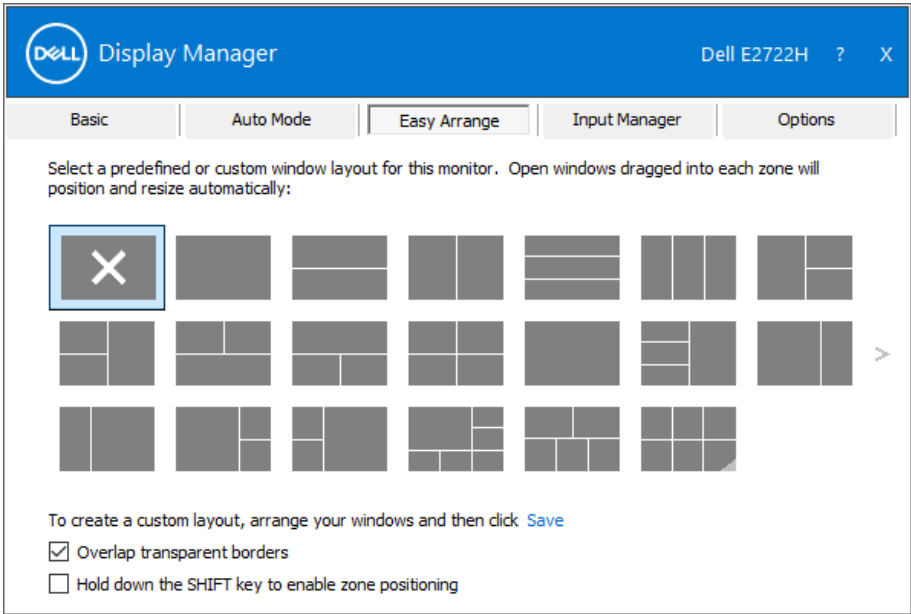 DELL Display Manager Dell E2722H ? X
Basic Auto Mode Easy Arrange Input Manager Options
Select a predefined or custom window layout for this monitor. Open windows dragged into each zone will
position and resize automatically:
>
To create a custom layout, arrange your windows and then click Save
Overlap transparent borders
Hold down the SHIFT key to enable zone positioning